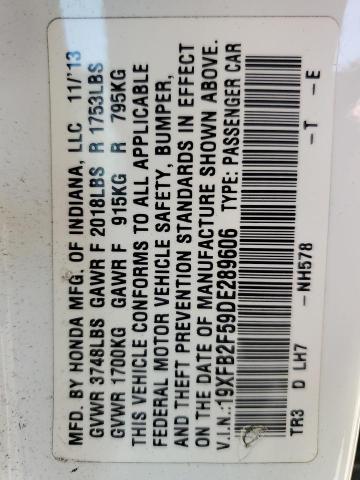 MFD. BY HONDA MFG. OF INDIANA, LLC 11/'13
GVWR 3748LBS GAWR F 2018LBS R 1753LBS
GVWR 1700KG GAWR F 915KG R 795KG
THIS VEHICLE CONFORMS TO ALL APPLICABLE
FEDERAL MOTOR VEHICLE SAFETY, BUMPER,
AND THEFT PREVENTION STANDARDS IN EFFECT
ON THE DATE OF MANUFACTURE SHOWN ABOVE.
V.I.N.:19XFB2F59DE289606 TYPE: PASSENGER CAR
TR3 D LH7 -NH578 -T -E